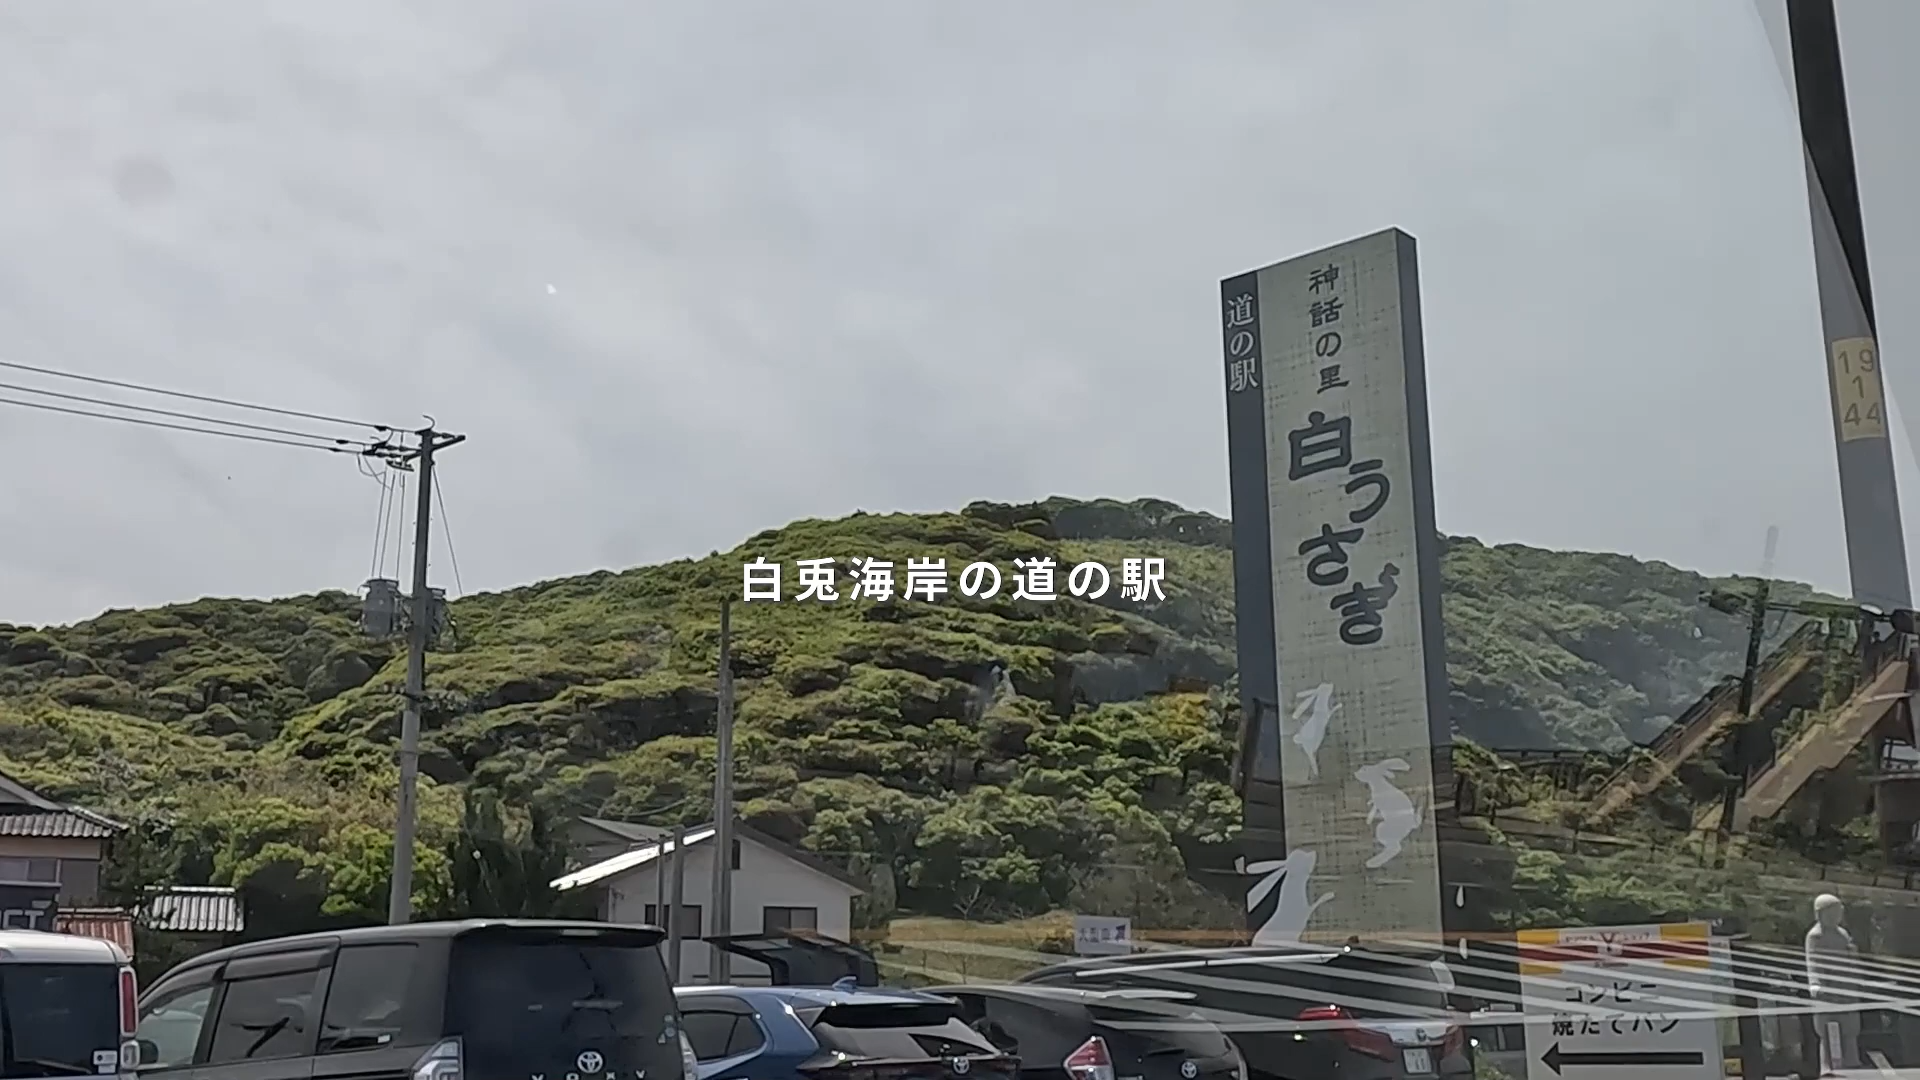 道の駅
神話の里
白うさぎ
19
1
44
白兎海岸の道の駅
コンビニ
焼たてパン